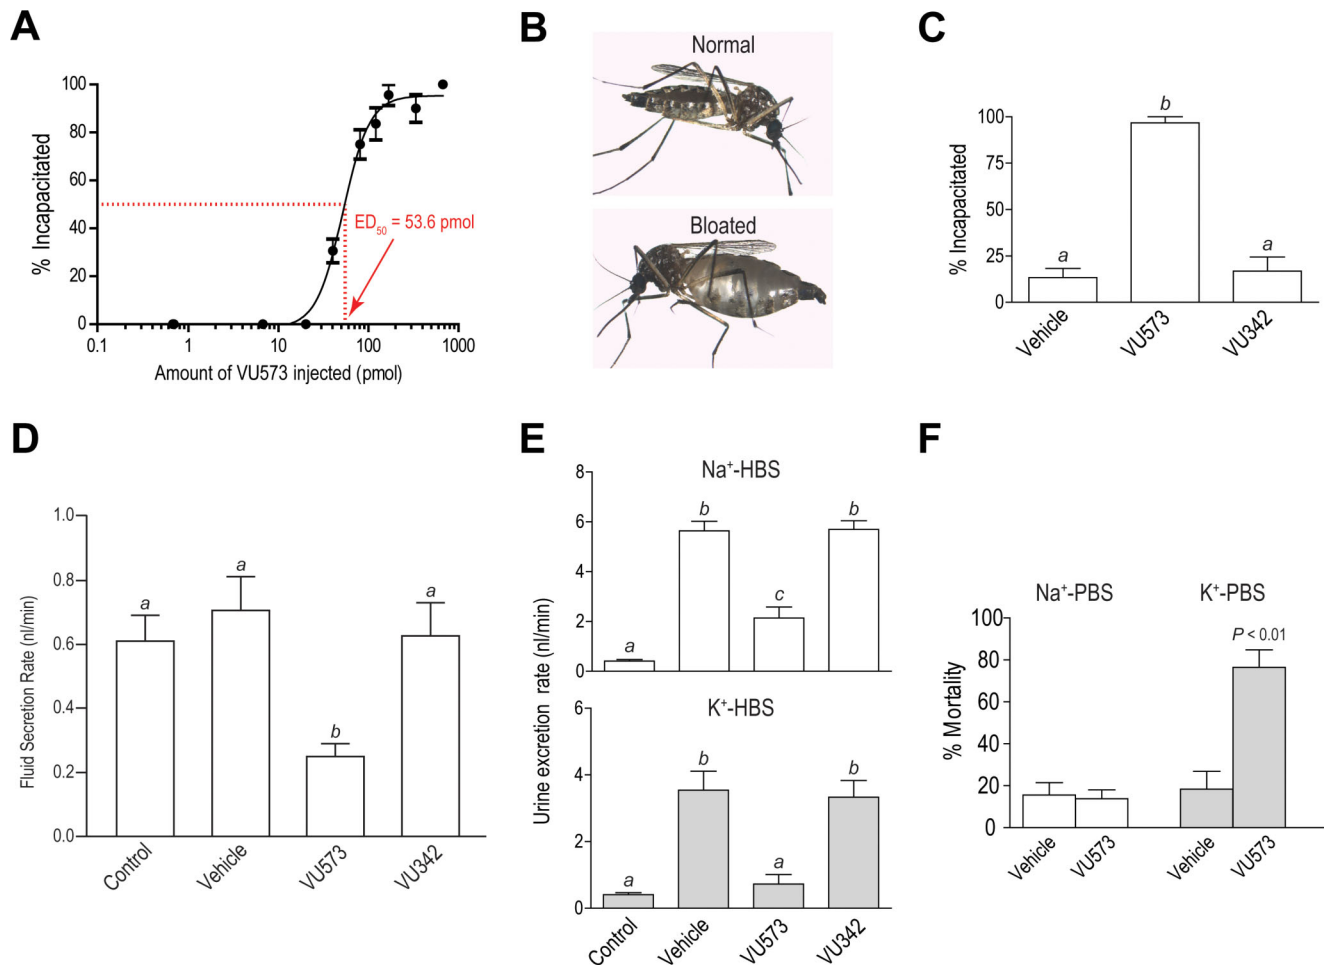 A
% Incapacitated
100
80
60
40
20
0
0.1
1
10
100
1000
ED50 = 53.6 pmol
Amount of VU573 injected (pmol)
B
Normal
Bloated
C
% Incapacitated
100
75
50
25
0
a
b
a
Vehicle
VU573
VU342
D
Fluid Secretion Rate (nl/min)
1.0
0.8
0.6
0.4
0.2
0.0
a
a
b
a
Control
Vehicle
VU573
VU342
E
Urine excretion rate (nl/min)
Na+-HBS
8
6
4
2
0
a
b
c
b
K+-HBS
6
4
2
0
a
b
a
b
Control
Vehicle
VU573
VU342
F
% Mortality
Na+-PBS
K+-PBS
100
80
60
40
20
0
P < 0.01
Vehicle
VU573
Vehicle
VU573